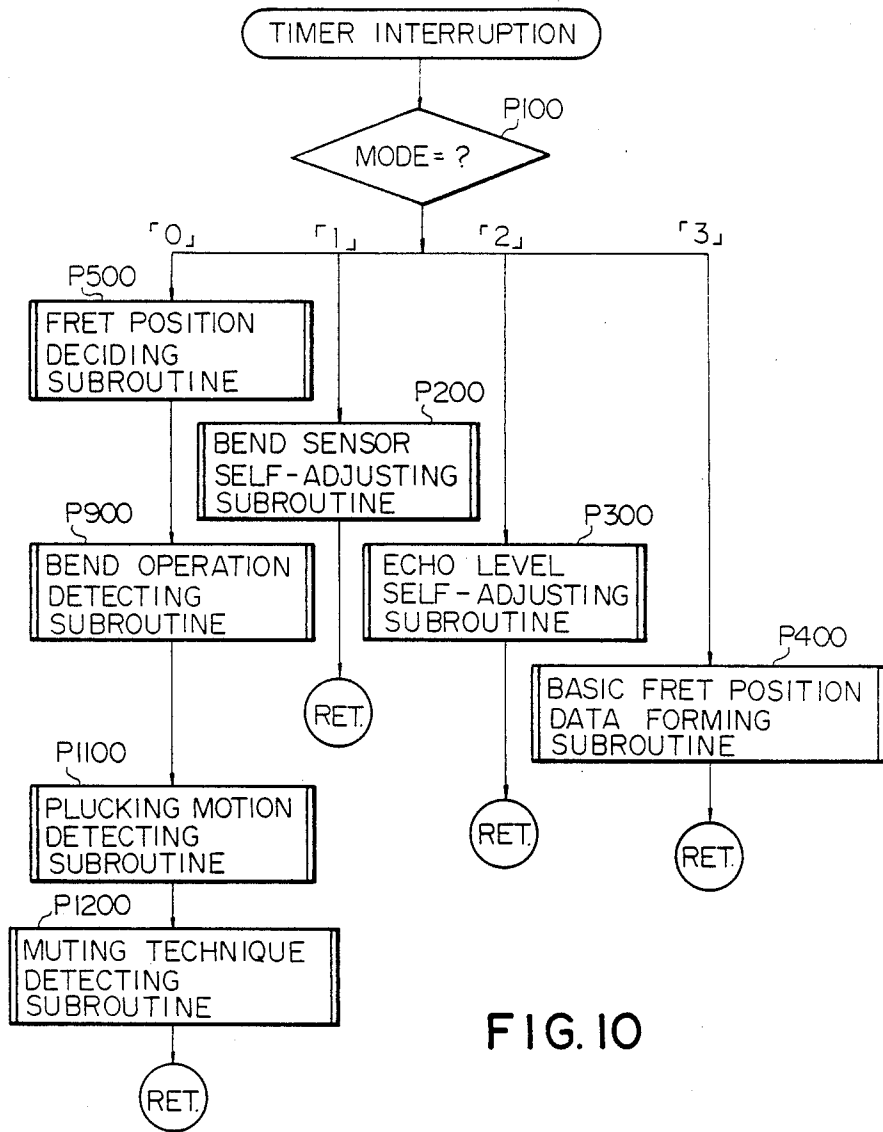 TIMER INTERRUPTION
P100
MODE = ?
「0」 「1」 「2」 「3」
P500
FRET POSITION
DECIDING
SUBROUTINE
P200
BEND SENSOR
SELF-ADJUSTING
SUBROUTINE
P900
BEND OPERATION
DETECTING
SUBROUTINE
P300
ECHO LEVEL
SELF-ADJUSTING
SUBROUTINE
P400
BASIC FRET POSITION
DATA FORMING
SUBROUTINE
RET.
P1100
PLUCKING MOTION
DETECTING
SUBROUTINE
RET.
RET.
P1200
MUTING TECHNIQUE
DETECTING
SUBROUTINE
RET.
FIG. 10